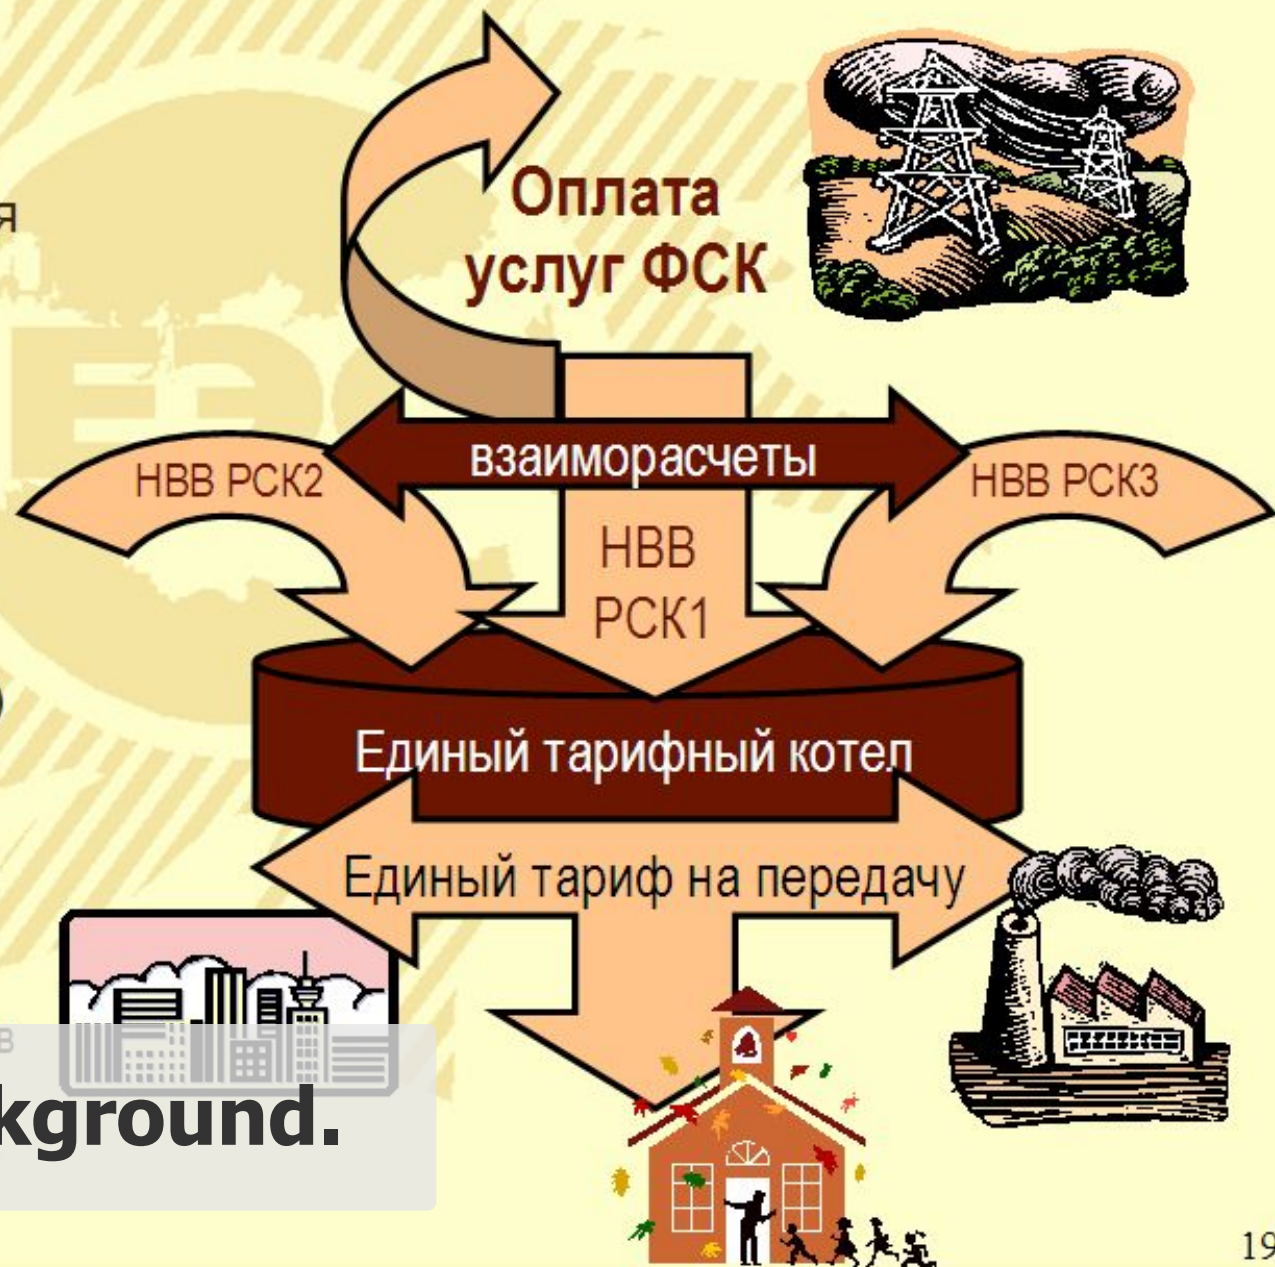 я
Оплата
услуг ФСК
ЕЭС
взаиморасчеты
НВВ РСК2
НВВ РСК3
НВВ
РСК1
)
Единый тарифный котел
Единый тариф на передачу
в
kground.
19